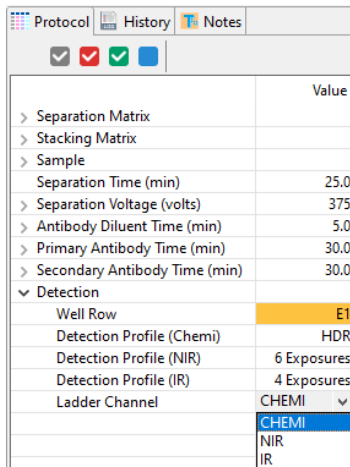 Protocol History Notes
Value
Separation Matrix
Stacking Matrix
Sample
Separation Time (min) 25.0
Separation Voltage (volts) 375
Antibody Diluent Time (min) 5.0
Primary Antibody Time (min) 30.0
Secondary Antibody Time (min) 30.0
Detection
Well Row E1
Detection Profile (Chemi) HDR
Detection Profile (NIR) 6 Exposures
Detection Profile (IR) 4 Exposures
Ladder Channel CHEMI
CHEMI
NIR
IR